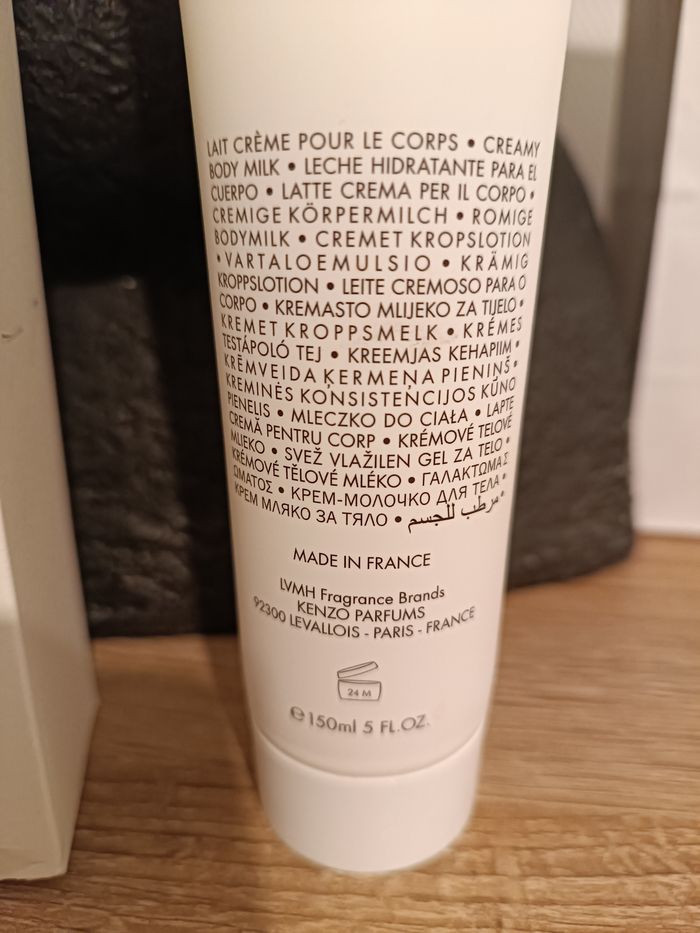 LAIT CRÈME POUR LE CORPS • CREAMY
BODY MILK • LECHE HIDRATANTE PARA EL
CUERPO • LATTE CREMA PER IL CORPO •
CREMIGE KÖRPERMILCH • ROMIGE
BODYMILK • CREMET KROPSLOTION
• VARTALOEMULSIO • KRÄMIG
KROPPSLOTION • LEITE CREMOSO PARA O
CORPO • KREMASTO MLIJEKO ZA TIJELO •
KREMET KROPPSMELK • KRÉMES
TESTÁPOLÓ TEJ • KREEMJAS KEHAPIIM •
KRĒMVEIDA ĶERMEŅA PIENIŅŠ •
KREMINĖS KONSISTENCIJOS KŪNO
PIENELIS • MLECZKO DO CIAŁA • LAPTE
CREMĂ PENTRU CORP • KRÉMOVÉ TELOVÉ
MLIEKO • SVEŽ VLAŽILEN GEL ZA TELO •
KRÉMOVÉ TĚLOVÉ MLÉKO • ΓΑΛΑΚΤΩΜΑ Σ
ΩΜΑΤΟΣ • КРЕМ-МОЛОЧКО ДЛЯ ТЕЛА •
КРЕМ МЛЯКО ЗА ТЯЛО • مرطب للجسم •
MADE IN FRANCE
LVMH Fragrance Brands
KENZO PARFUMS
92300 LEVALLOIS - PARIS - FRANCE
24 M
℮ 150ml 5 FL.OZ.